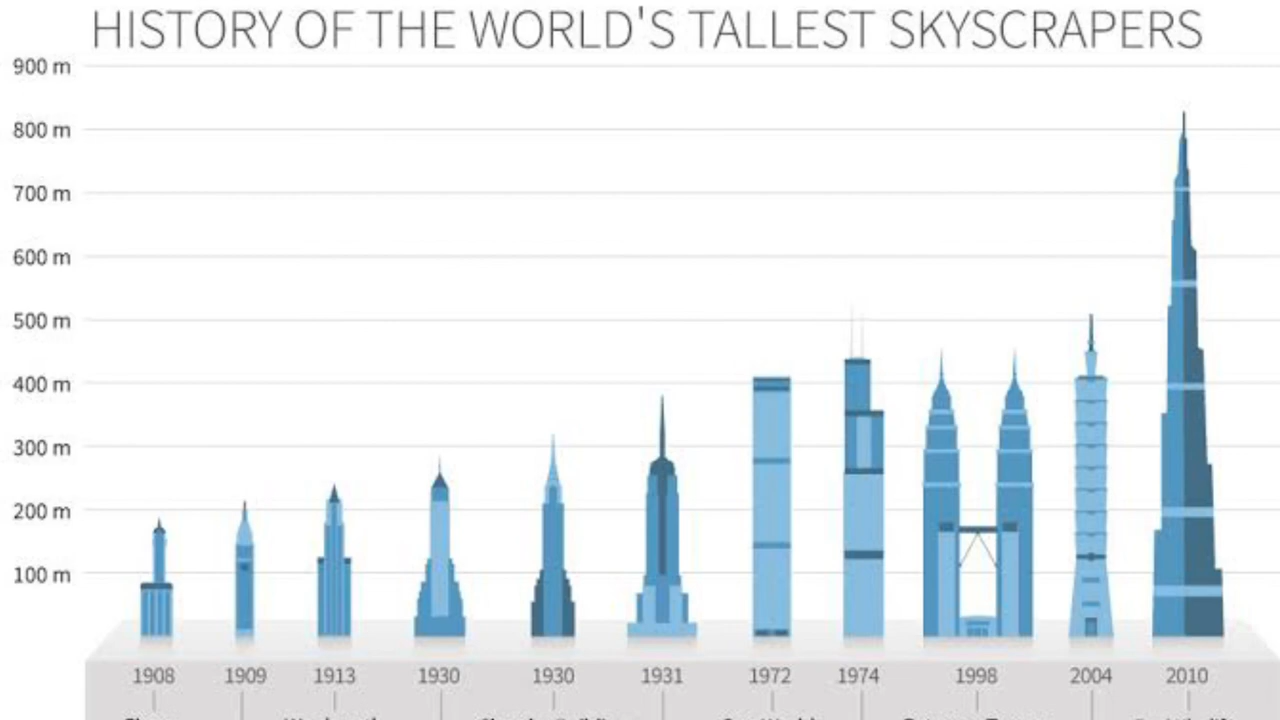 HISTORY OF THE WORLD'S TALLEST SKYSCRAPERS
900 m
800 m
700 m
600 m
500 m
400 m
300 m
200 m
100 m
1908 1909 1913 1930 1930 1931 1972 1974 1998 2004 2010